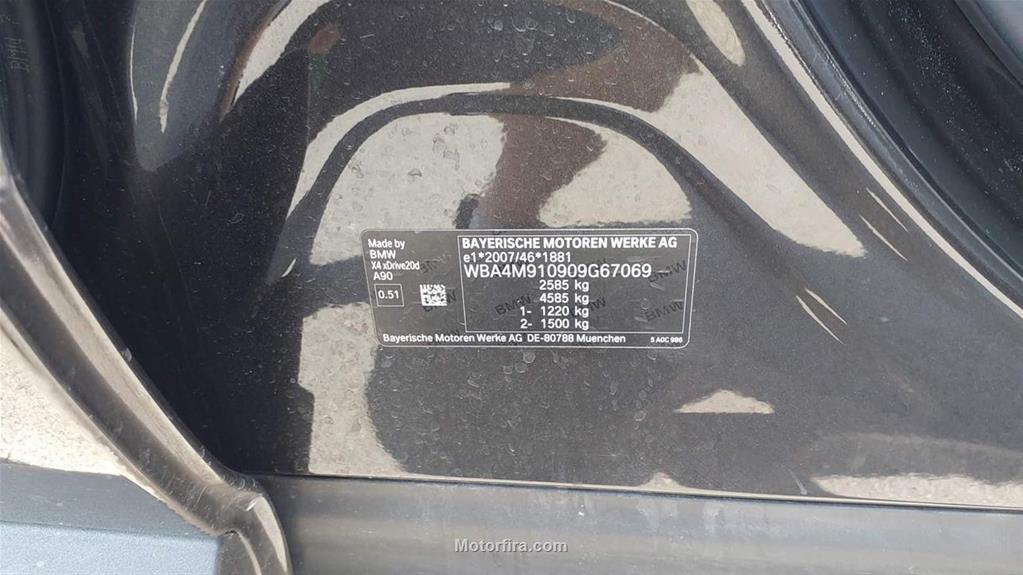 Made by
BMW
X4 xDrive20d
A90
0.51
BAYERISCHE MOTOREN WERKE AG
e1*2007/46*1881
WBA4M910909G67069
2585 kg
4585 kg
1- 1220 kg
2- 1500 kg
Bayerische Motoren Werke AG DE-80788 Muenchen
5 A0C 986
Motorfira.com